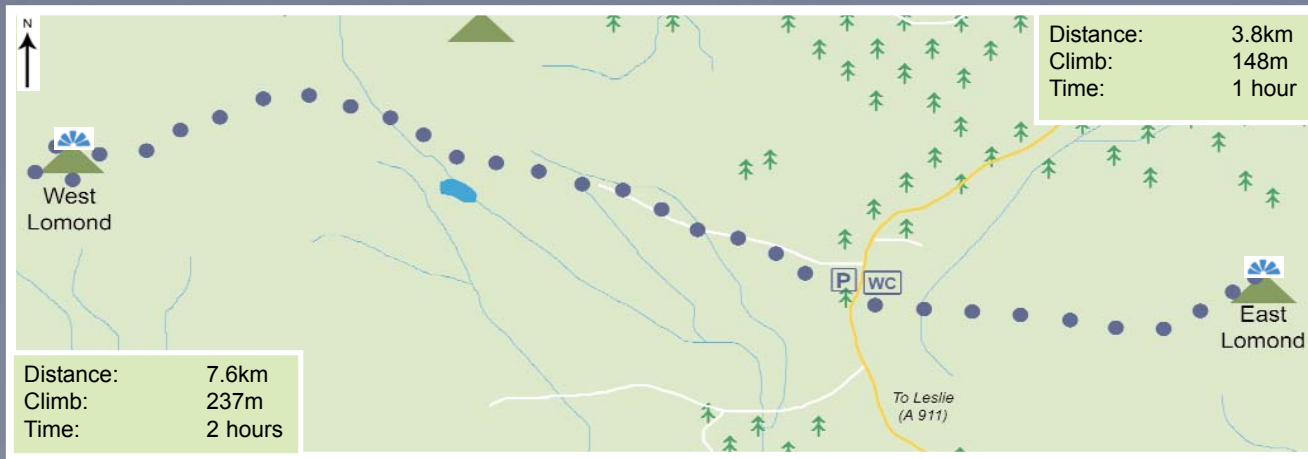 N
Distance: 3.8km
Climb: 148m
Time: 1 hour
West
Lomond
P WC
East
Lomond
Distance: 7.6km
Climb: 237m
Time: 2 hours
To Leslie
(A 911)